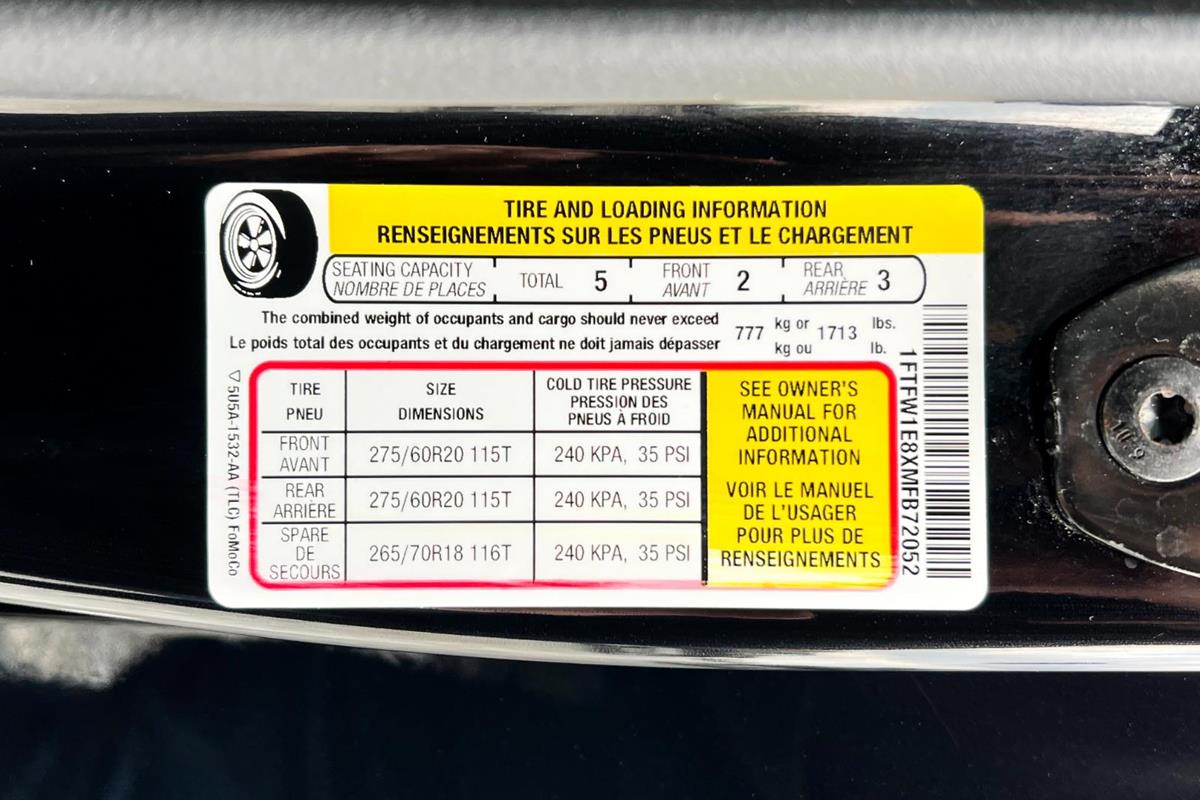 TIRE AND LOADING INFORMATION
RENSEIGNEMENTS SUR LES PNEUS ET LE CHARGEMENT
SEATING CAPACITY
NOMBRE DE PLACES
TOTAL 5
FRONT
AVANT
2
REAR
ARRIÈRE
3
The combined weight of occupants and cargo should never exceed
Le poids total des occupants et du chargement ne doit jamais dépasser
777
kg or
kg ou
1713
lbs.
lb.
TIRE
PNEU
SIZE
DIMENSIONS
COLD TIRE PRESSURE
PRESSION DES
PNEUS À FROID
FRONT
AVANT
275/60R20 115T
240 KPA, 35 PSI
REAR
ARRIÈRE
275/60R20 115T
240 KPA, 35 PSI
SPARE
DE
SECOURS
265/70R18 116T
240 KPA, 35 PSI
SEE OWNER'S
MANUAL FOR
ADDITIONAL
INFORMATION
VOIR LE MANUEL
DE L'USAGER
POUR PLUS DE
RENSEIGNEMENTS
▽5U5A-1532-AA (TLC) FoMoCo
1FTFW1E8XMFB72052